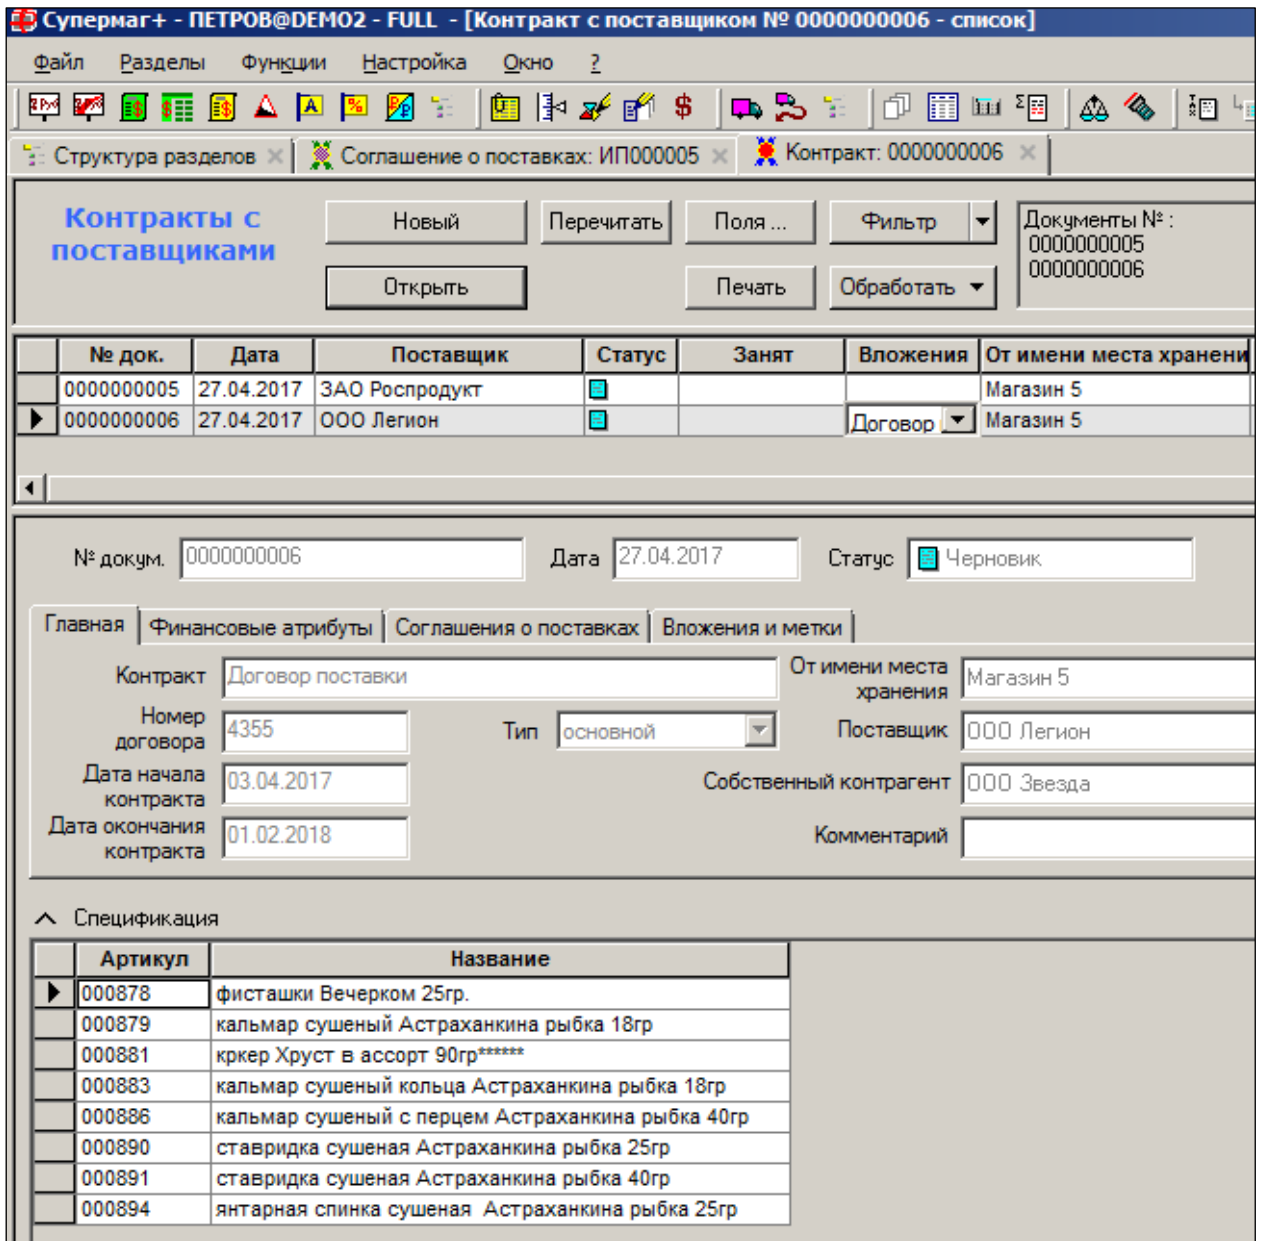 Супермаг+ - ПЕТРОВ@DEMO2 - FULL - [Контракт с поставщиком № 0000000006 - список]
Файл Разделы Функции Настройка Окно ?
Структура разделов Соглашение о поставках: ИП000005 Контракт: 0000000006
Контракты с поставщиками
Новый Перечитать Поля ... Фильтр
Открыть Печать Обработать
Документы № :
0000000005
0000000006
№ док. Дата Поставщик Статус Занят Вложения От имени места хранени
0000000005 27.04.2017 ЗАО Роспродукт Магазин 5
0000000006 27.04.2017 ООО Легион Договор Магазин 5
№ докум. 0000000006 Дата 27.04.2017 Статус Черновик
Главная Финансовые атрибуты Соглашения о поставках Вложения и метки
Контракт Договор поставки От имени места хранения Магазин 5
Номер договора 4355 Тип основной Поставщик ООО Легион
Дата начала контракта 03.04.2017 Собственный контрагент ООО Звезда
Дата окончания контракта 01.02.2018 Комментарий
Спецификация
Артикул Название
000878 фисташки Вечерком 25гр.
000879 кальмар сушеный Астраханкина рыбка 18гр
000881 кркер Хруст в ассорт 90гр******
000883 кальмар сушеный кольца Астраханкина рыбка 18гр
000886 кальмар сушеный с перцем Астраханкина рыбка 40гр
000890 ставридка сушеная Астраханкина рыбка 25гр
000891 ставридка сушеная Астраханкина рыбка 40гр
000894 янтарная спинка сушеная Астраханкина рыбка 25гр